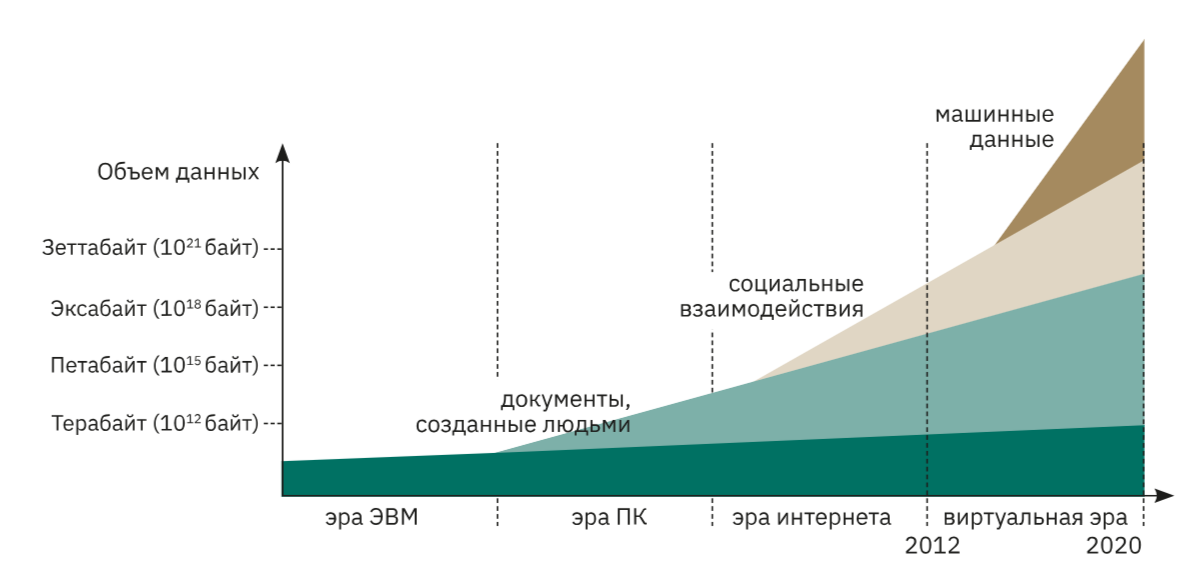 машинные
данные
Объем данных
Зеттабайт (10²¹ байт)
социальные
взаимодействия
Эксабайт (10¹⁸ байт)
Петабайт (10¹⁵ байт)
документы,
созданные людьми
Терабайт (10¹² байт)
эра ЭВМ
эра ПК
эра интернета
виртуальная эра
2012
2020